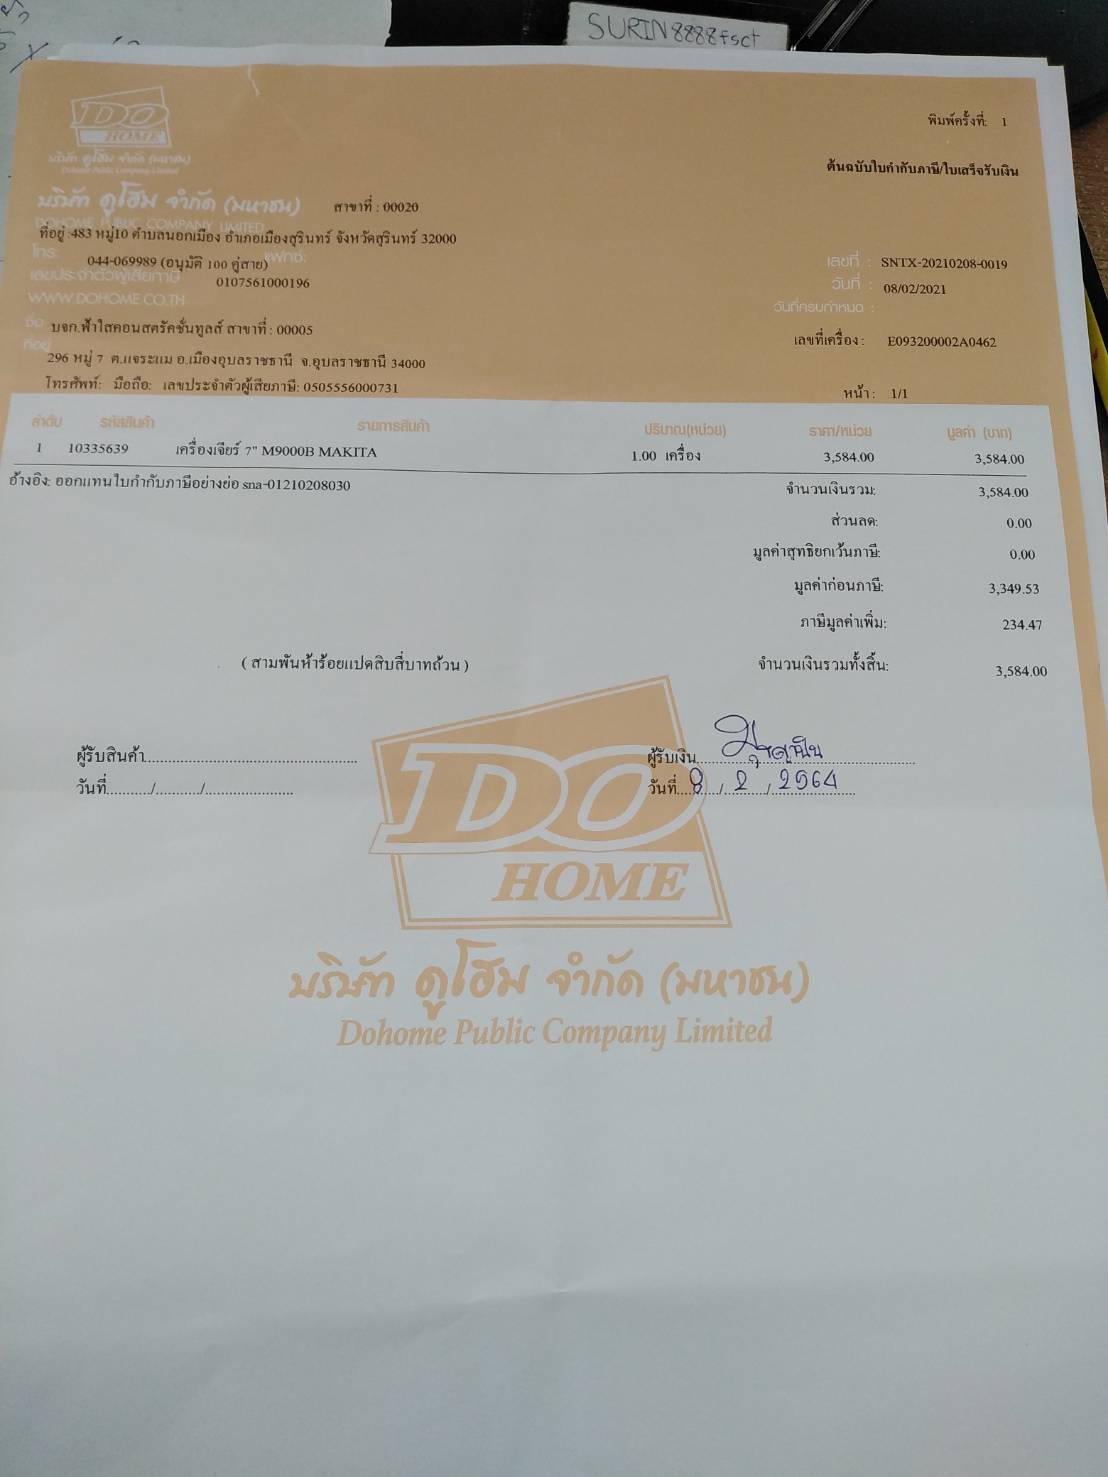 SURIN8888fsct
DO
HOME
บริษัท ดูโฮม จำกัด (มหาชน)
Dohome Public Company Limited
พิมพ์ครั้งที่: 1
ต้นฉบับใบกำกับภาษี/ใบเสร็จรับเงิน
บริษัท ดูโฮม จำกัด (มหาชน) สาขาที่ : 00020
DOHOME PUBLIC COMPANY LIMITED
ที่อยู่ :483 หมู่10 ตำบลนอกเมือง อำเภอเมืองสุรินทร์ จังหวัดสุรินทร์ 32000
โทร: 044-069989 (อนุมัติ 100 คู่สาย) แฟกซ์:
เลขประจำตัวผู้เสียภาษี 0107561000196
WWW.DOHOME.CO.TH
เลขที่ : SNTX-20210208-0019
วันที่ : 08/02/2021
วันที่ครบกำหนด :
ชื่อ บจก.ฟ้าใสคอนสตรัคชั่นทูลส์ สาขาที่ : 00005
เลขที่เครื่อง : E093200002A0462
ที่อยู่ 296 หมู่ 7 ต.แจระแม อ.เมืองอุบลราชธานี จ.อุบลราชธานี 34000
โทรศัพท์: มือถือ: เลขประจำตัวผู้เสียภาษี: 0505556000731
หน้า : 1/1
ลำดับ รหัสสินค้า รายการสินค้า ปริมาณ(หน่วย) ราคา/หน่วย มูลค่า (บาท)
1 10335639 เครื่องเจียร์ 7" M9000B MAKITA 1.00 เครื่อง 3,584.00 3,584.00
อ้างอิง: ออกแทนใบกำกับภาษีอย่างย่อ sna-01210208030
จำนวนเงินรวม: 3,584.00
ส่วนลด: 0.00
มูลค่าสุทธิยกเว้นภาษี: 0.00
มูลค่าก่อนภาษี: 3,349.53
ภาษีมูลค่าเพิ่ม: 234.47
( สามพันห้าร้อยแปดสิบสี่บาทถ้วน ) จำนวนเงินรวมทั้งสิ้น: 3,584.00
ผู้รับสินค้า
ผู้รับเงิน
วันที่ / /
วันที่ 8 / 2 / 2564
DO
HOME
บริษัท ดูโฮม จำกัด (มหาชน)
Dohome Public Company Limited